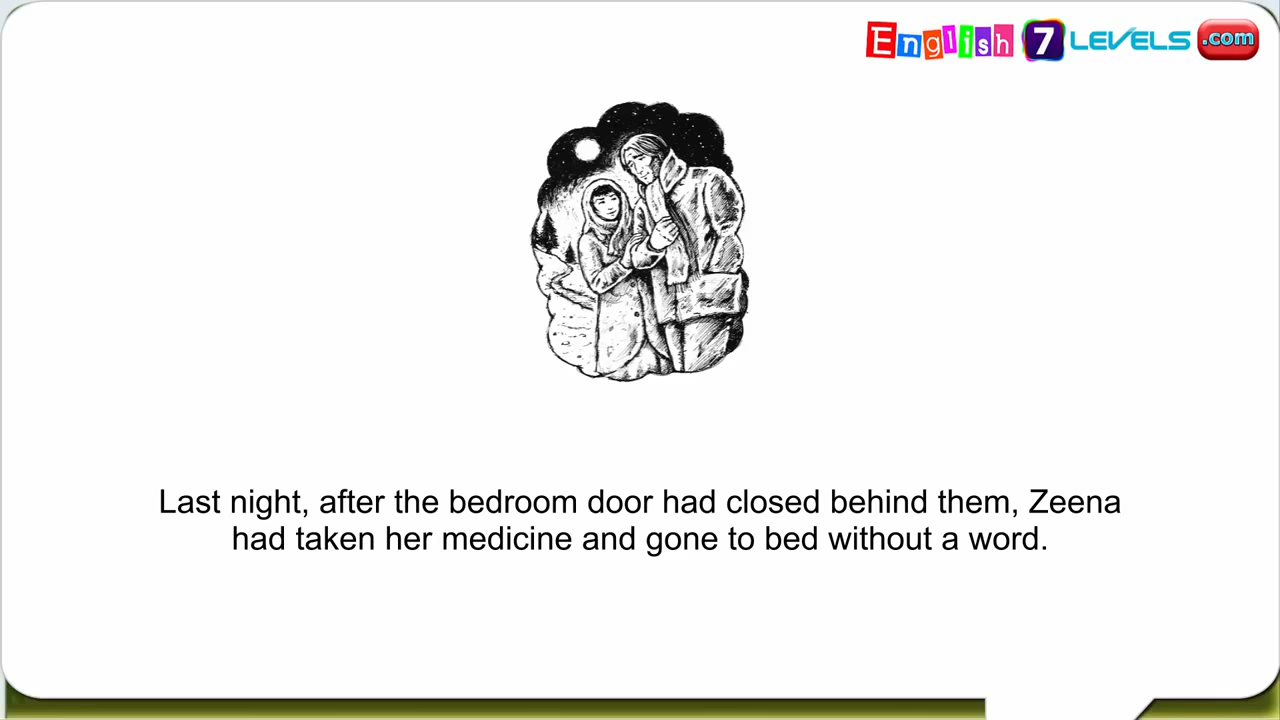 English 7 LEVELS .com
Last night, after the bedroom door had closed behind them, Zeena
had taken her medicine and gone to bed without a word.